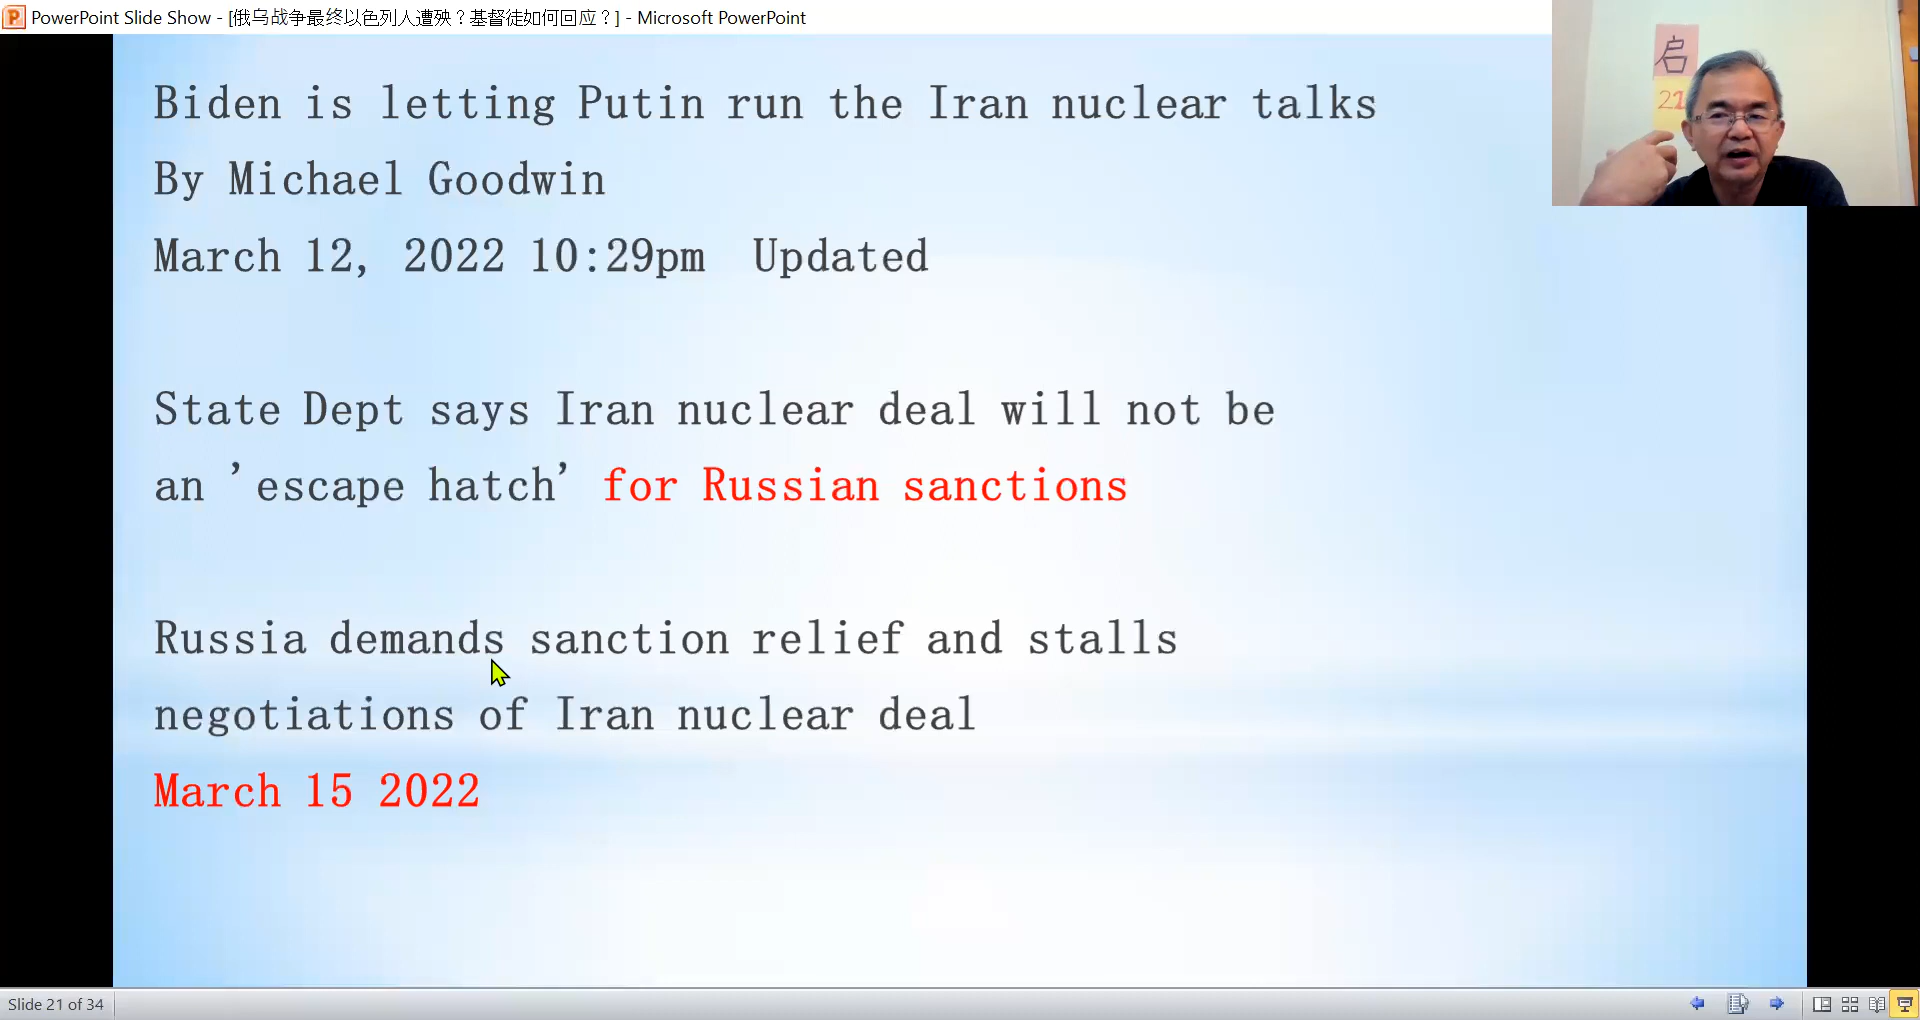 PowerPoint Slide Show - [俄乌战争最终以色列人遭殃？基督徒如何回应？] - Microsoft PowerPoint
启
21
Biden is letting Putin run the Iran nuclear talks
By Michael Goodwin
March 12, 2022 10:29pm  Updated
State Dept says Iran nuclear deal will not be
an 'escape hatch' for Russian sanctions
Russia demands sanction relief and stalls
negotiations of Iran nuclear deal
March 15 2022
Slide 21 of 34